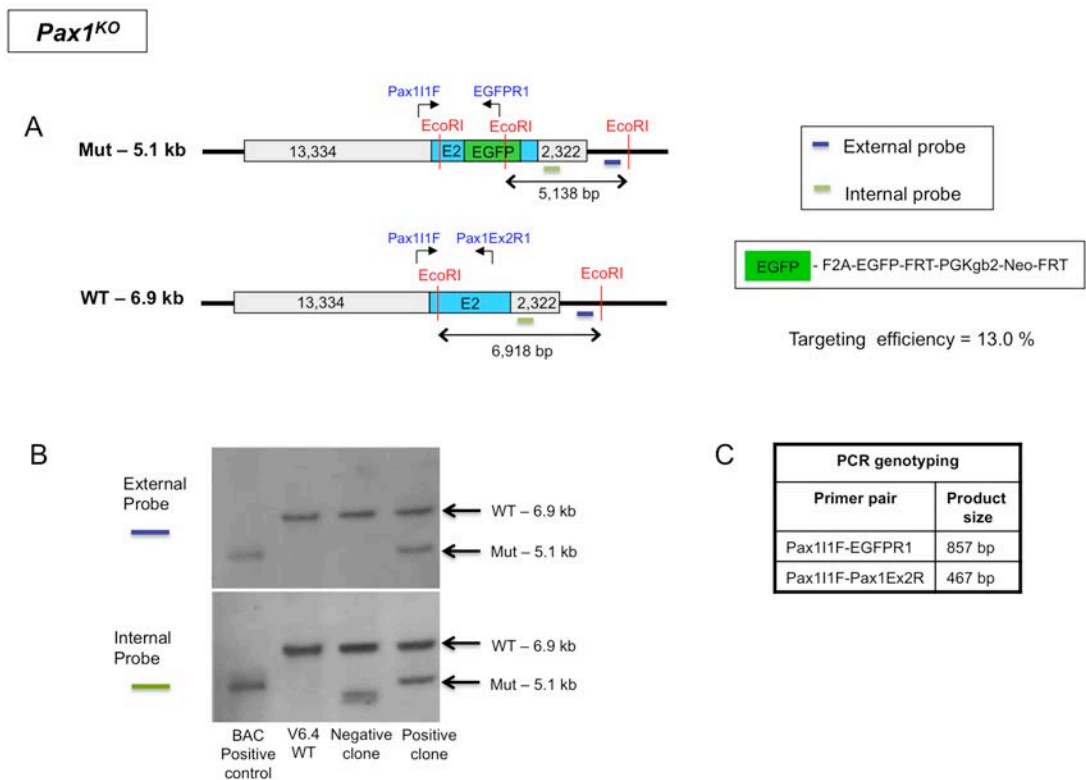 Pax1KO
A
Pax1I1F
EGFPR1
EcoRI
EcoRI
EcoRI
Mut – 5.1 kb
13,334
E2
EGFP
2,322
5,138 bp
Pax1I1F
Pax1Ex2R1
EcoRI
EcoRI
WT – 6.9 kb
13,334
E2
2,322
6,918 bp
External probe
Internal probe
EGFP - F2A-EGFP-FRT-PGKgb2-Neo-FRT
Targeting efficiency = 13.0 %
B
External
Probe
WT – 6.9 kb
Mut – 5.1 kb
Internal
Probe
WT – 6.9 kb
Mut – 5.1 kb
BAC
Positive
control
V6.4
WT
Negative
clone
Positive
clone
C
PCR genotyping
Primer pair
Product
size
Pax1I1F-EGFPR1
857 bp
Pax1I1F-Pax1Ex2R
467 bp